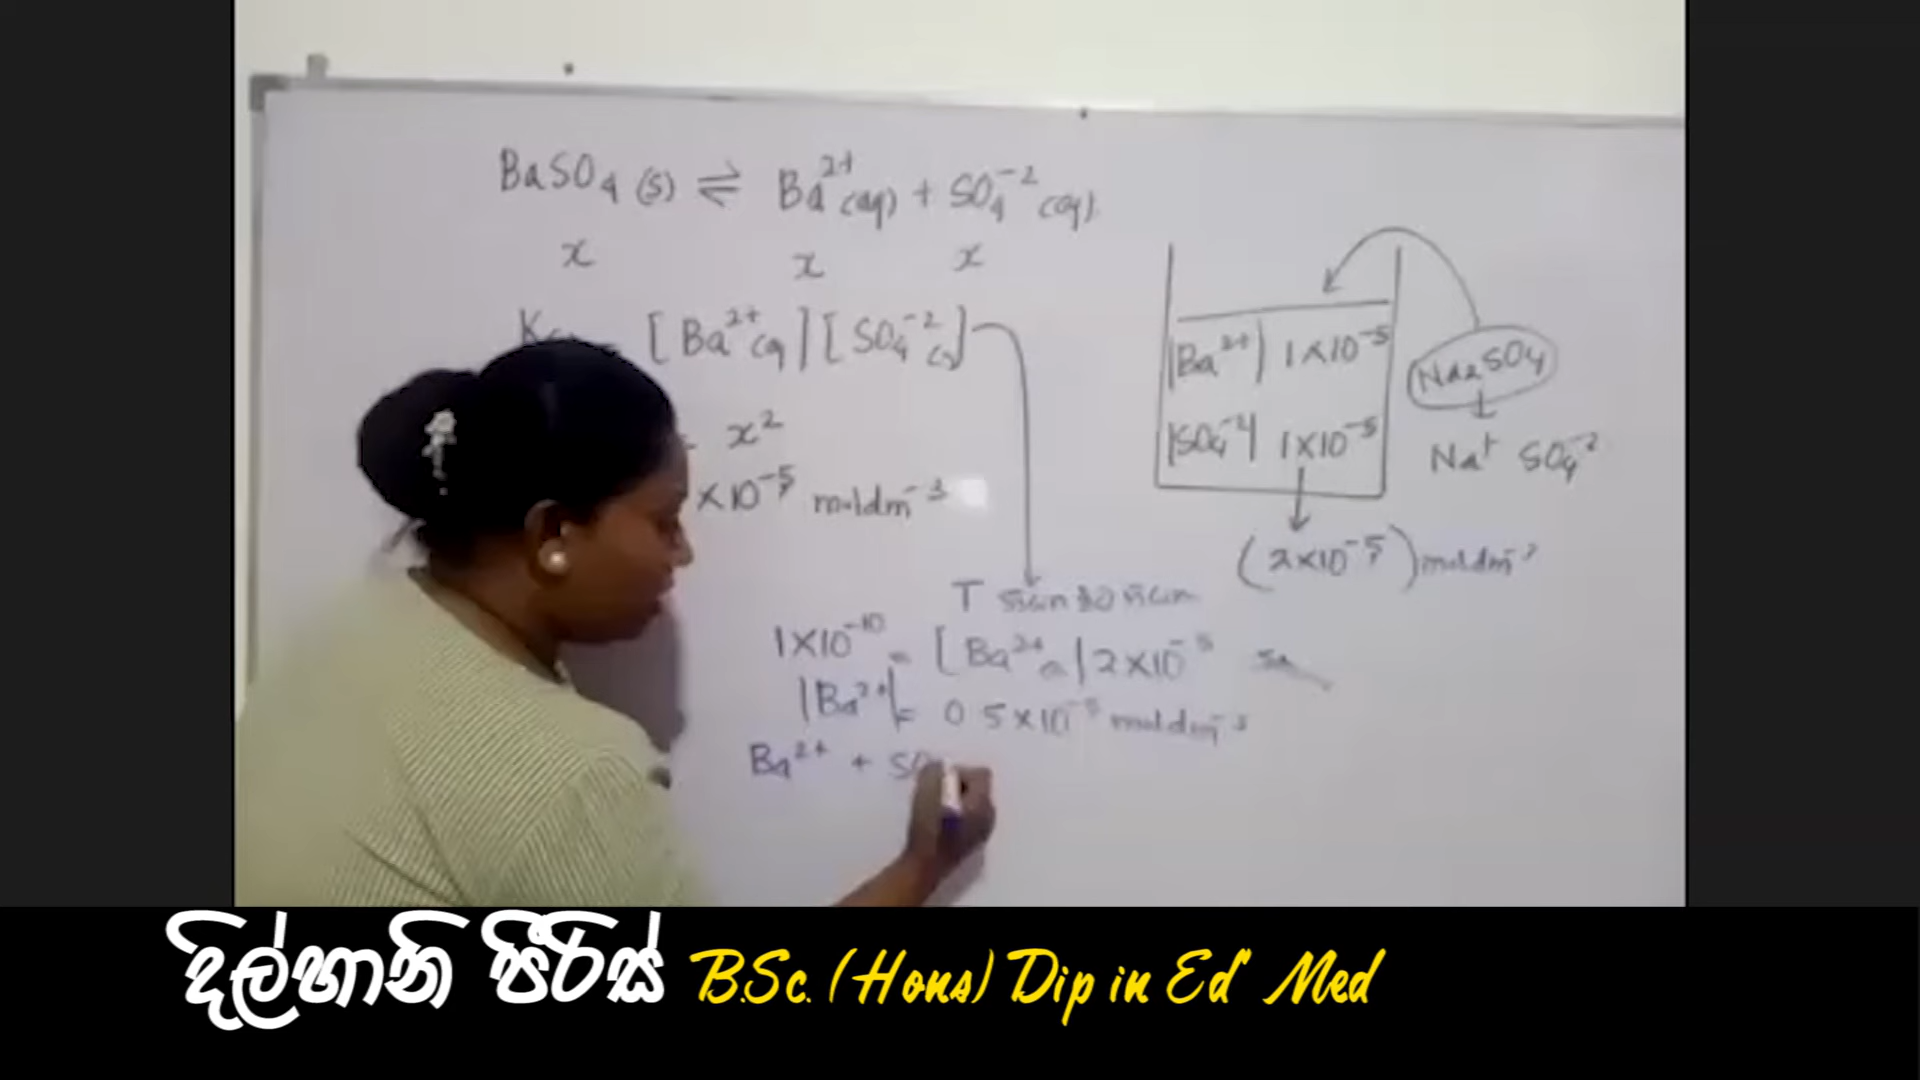 BaSO4 (s) ⇌ Ba2+ (aq) + SO4-2 (aq)
x x x
[Ba2+ aq] [SO4-2
x2
×10-5 moldm-3
|Ba2+| 1×10-5
|SO4-2| 1×10-5
Na2SO4
Na+ SO4-2
(2×10-5) moldm-3
T
1×10-10 = [Ba2+ | 2×10-5
|Ba2+| = 0 5×10-5 moldm-3
Ba2+ + SO
දිල්හානි පීරිස් B.Sc. (Hons) Dip in Ed Med